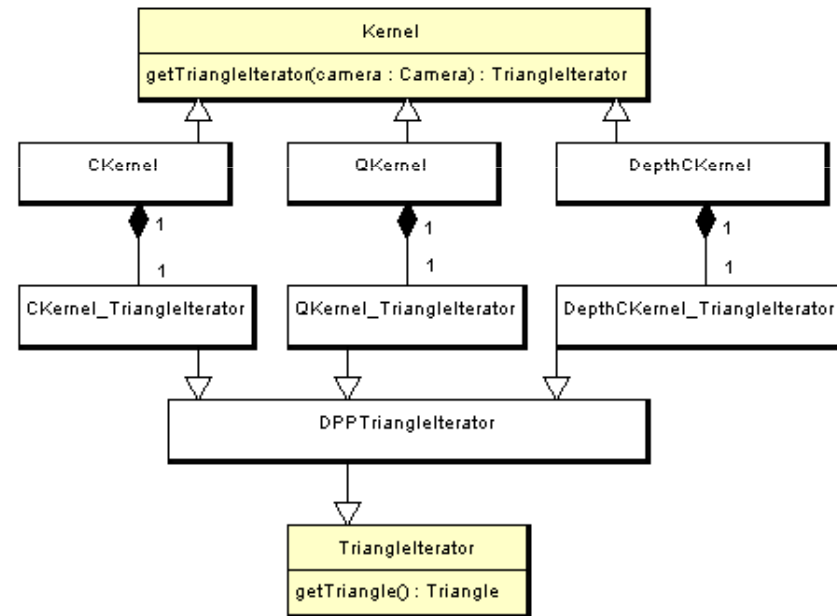 Kernel
getTriangleIterator(camera : Camera) : TriangleIterator
CKernel
QKernel
DepthCKernel
1
1
1
1
1
1
CKernel_TriangleIterator
QKernel_TriangleIterator
DepthCKernel_TriangleIterator
DPPTriangleIterator
TriangleIterator
getTriangle() : Triangle